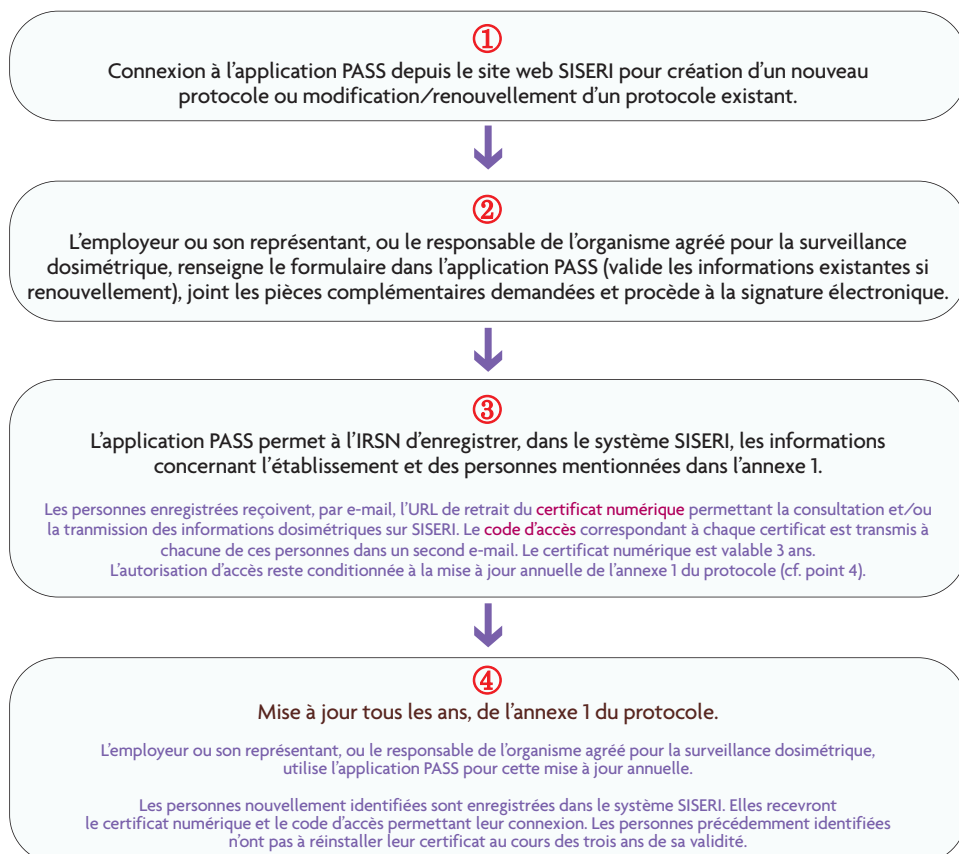 ①
Connexion à l’application PASS depuis le site web SISERI pour création d’un nouveau
protocole ou modification/renouvellement d’un protocole existant.
②
L’employeur ou son représentant, ou le responsable de l’organisme agréé pour la surveillance
dosimétrique, renseigne le formulaire dans l’application PASS (valide les informations existantes si
renouvellement), joint les pièces complémentaires demandées et procède à la signature électronique.
③
L’application PASS permet à l’IRSN d’enregistrer, dans le système SISERI, les informations
concernant l’établissement et des personnes mentionnées dans l’annexe 1.
Les personnes enregistrées reçoivent, par e-mail, l’URL de retrait du certificat numérique permettant la consultation et/ou
la tranmission des informations dosimétriques sur SISERI. Le code d’accès correspondant à chaque certificat est transmis à
chacune de ces personnes dans un second e-mail. Le certificat numérique est valable 3 ans.
L’autorisation d’accès reste conditionnée à la mise à jour annuelle de l’annexe 1 du protocole (cf. point 4).
④
Mise à jour tous les ans, de l’annexe 1 du protocole.
L’employeur ou son représentant, ou le responsable de l’organisme agréé pour la surveillance dosimétrique,
utilise l’application PASS pour cette mise à jour annuelle.
Les personnes nouvellement identifiées sont enregistrées dans le système SISERI. Elles recevront
le certificat numérique et le code d’accès permettant leur connexion. Les personnes précédemment identifiées
n’ont pas à réinstaller leur certificat au cours des trois ans de sa validité.